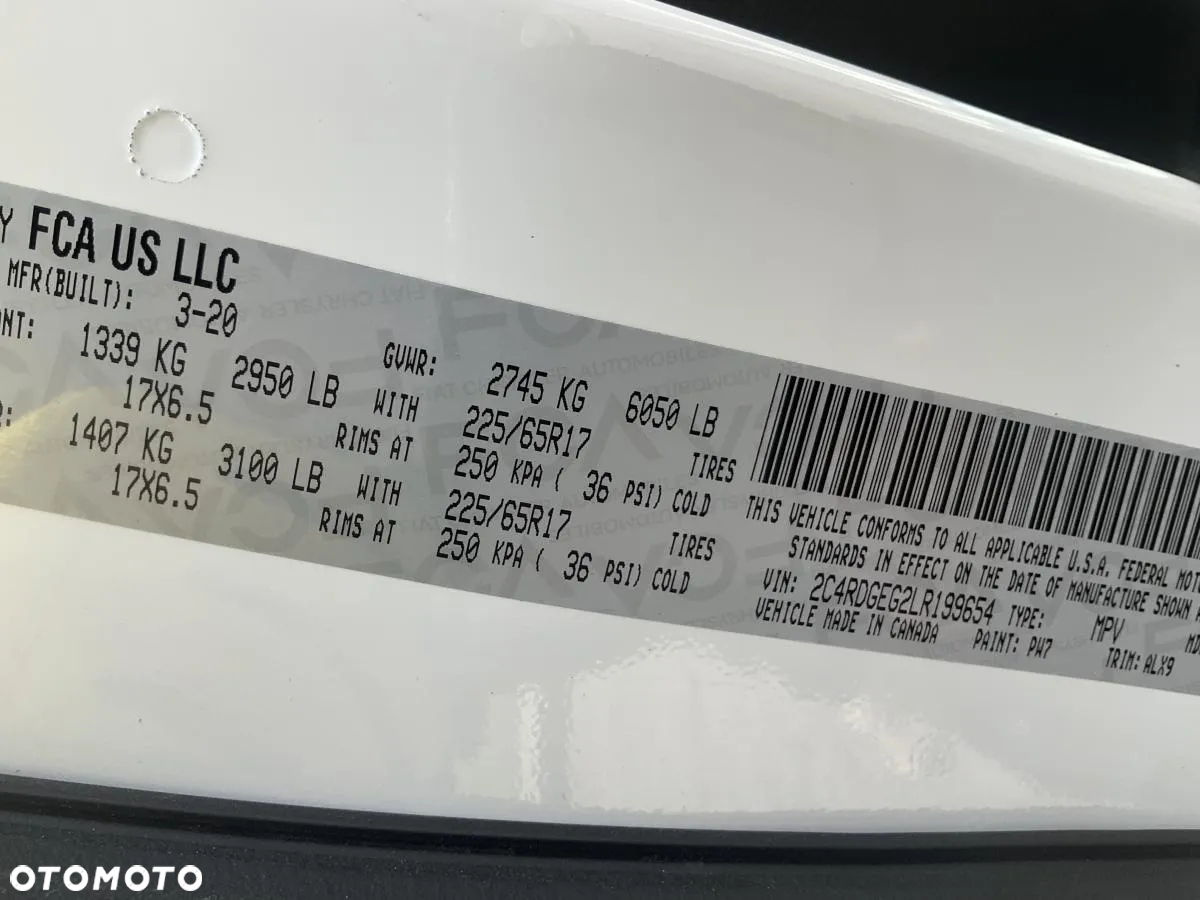 Y FCA US LLC
MFR(BUILT): 3-20
NT: 1339 KG 2950 LB WITH 225/65R17 TIRES
17X6.5 RIMS AT 250 KPA ( 36 PSI) COLD
R: 1407 KG 3100 LB WITH 225/65R17 TIRES
17X6.5 RIMS AT 250 KPA ( 36 PSI) COLD
GVWR: 2745 KG 6050 LB
THIS VEHICLE CONFORMS TO ALL APPLICABLE U.S.A. FEDERAL MOT
STANDARDS IN EFFECT ON THE DATE OF MANUFACTURE SHOWN A
VIN: 2C4RDGEG2LR199654 TYPE: MPV MD
VEHICLE MADE IN CANADA PAINT: PW7 TRIM: ALX9
OTOMOTO